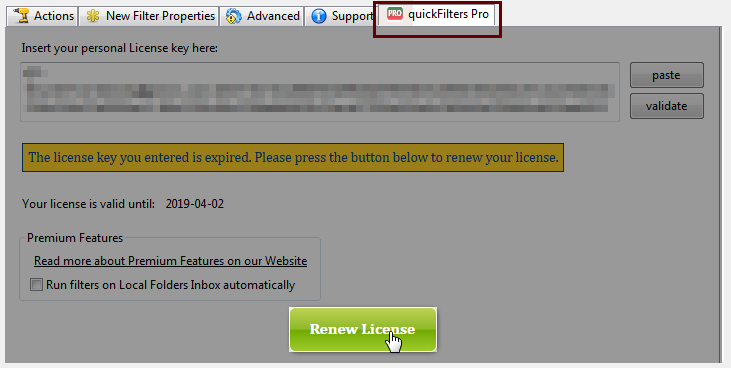 Actions New Filter Properties Advanced Support PRO quickFilters Pro
Insert your personal License key here:
paste
validate
The license key you entered is expired. Please press the button below to renew your license.
Your license is valid until: 2019-04-02
Premium Features
Read more about Premium Features on our Website
Run filters on Local Folders Inbox automatically
Renew License